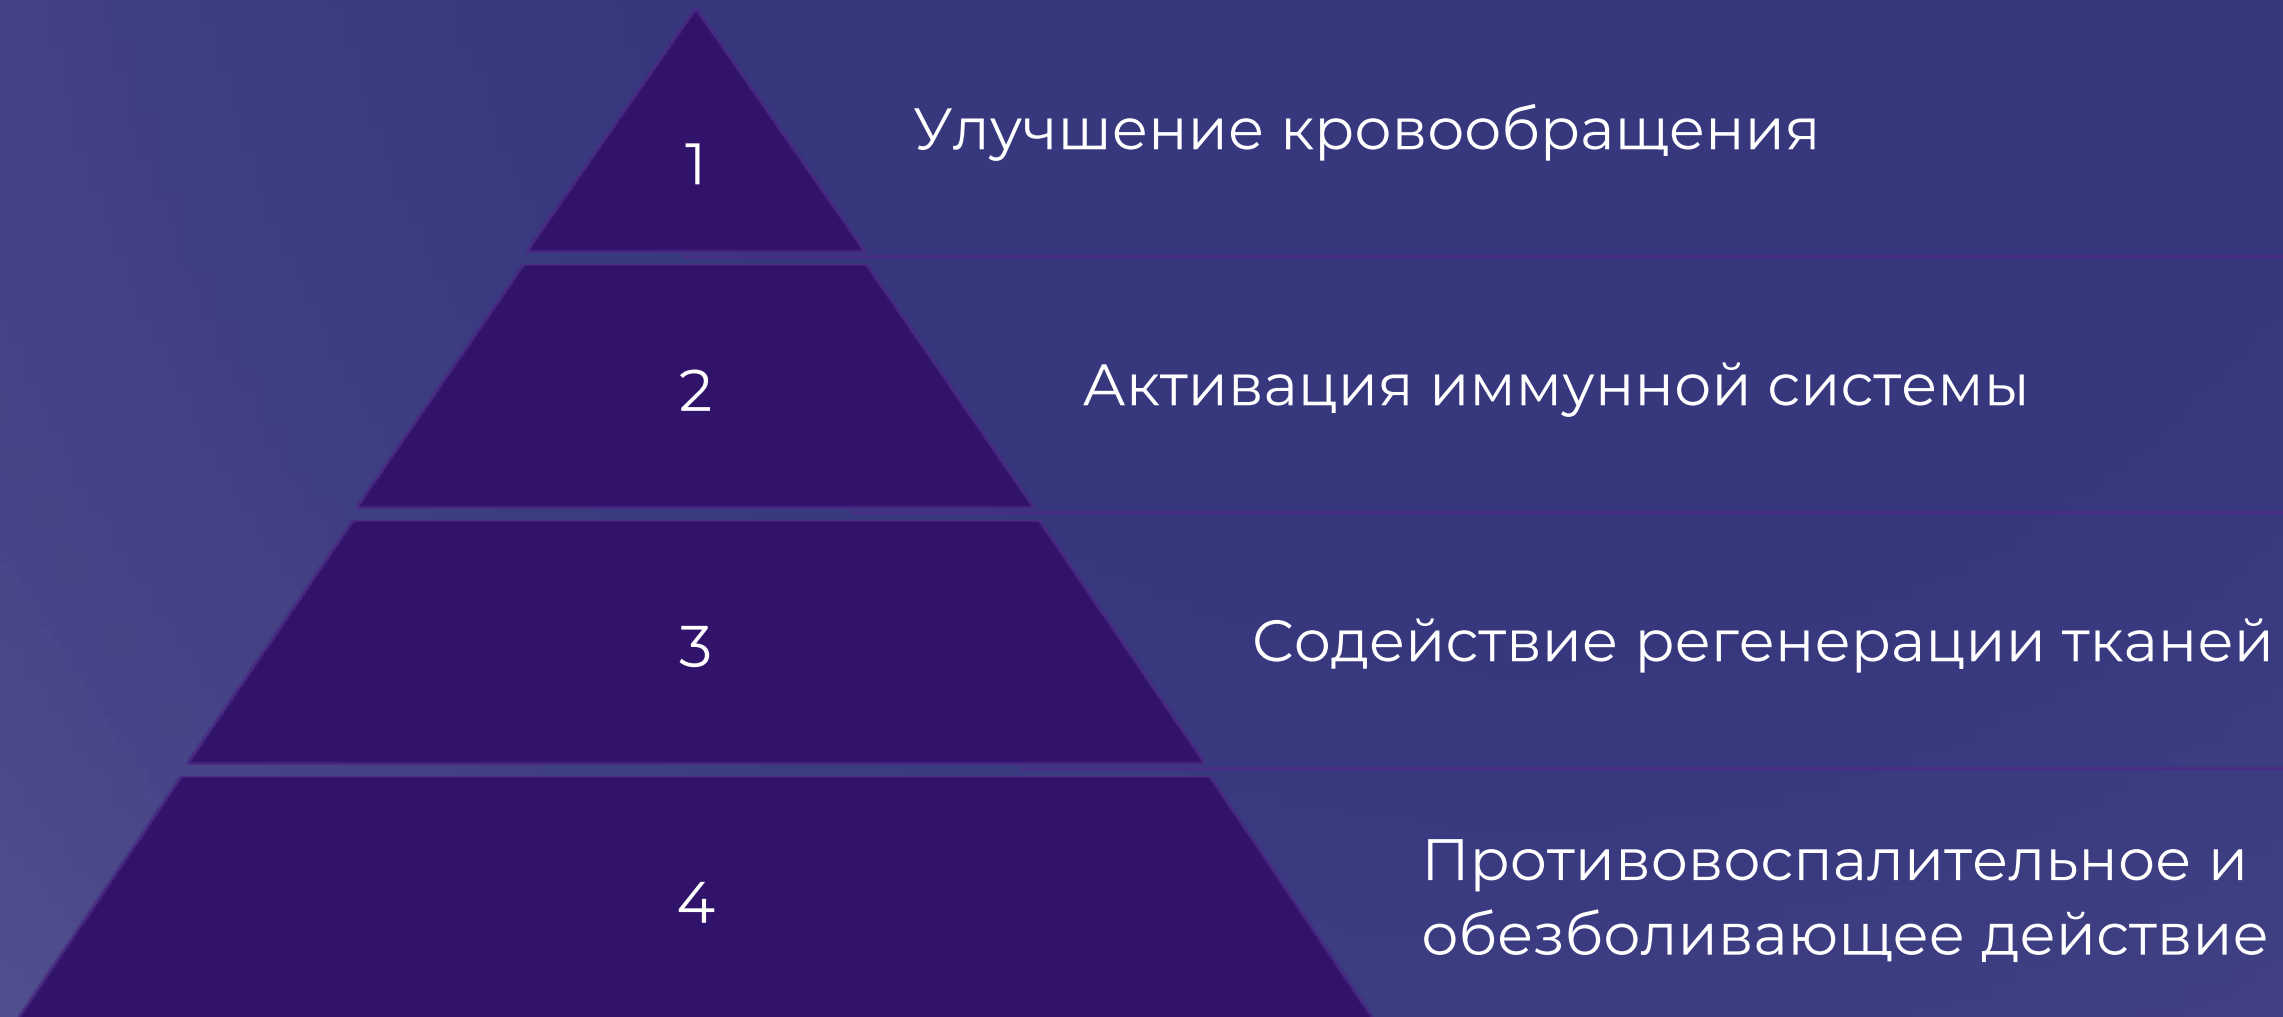 1
Улучшение кровообращения
2
Активация иммунной системы
3
Содействие регенерации тканей
4
Противовоспалительное и
обезболивающее действие